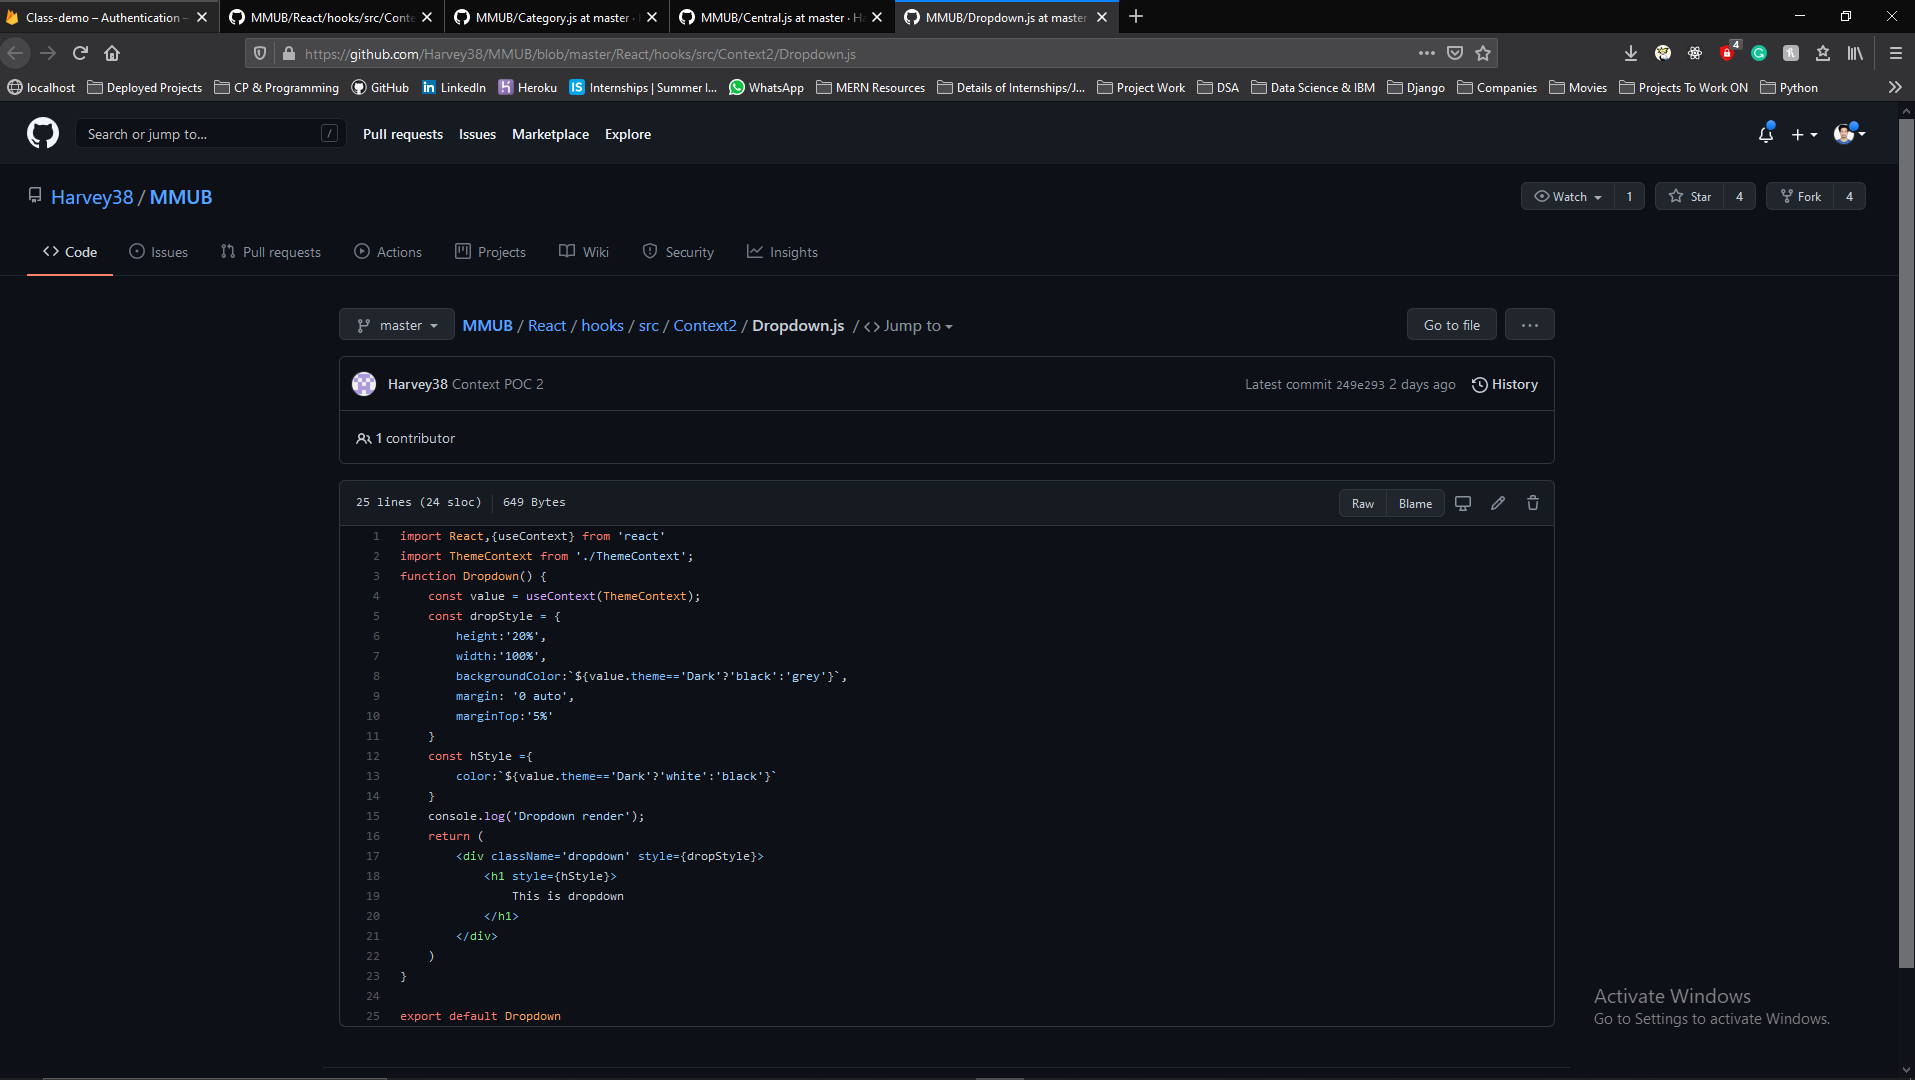 Class-demo – Authentication –
MMUB/React/hooks/src/Conte
MMUB/Category.js at master ·
MMUB/Central.js at master · Ha
MMUB/Dropdown.js at master
https://github.com/Harvey38/MMUB/blob/master/React/hooks/src/Context2/Dropdown.js
4
localhost Deployed Projects CP & Programming GitHub LinkedIn Heroku Internships | Summer I... WhatsApp MERN Resources Details of Internships/J... Project Work DSA Data Science & IBM Django Companies Movies Projects To Work ON Python
Search or jump to... / Pull requests Issues Marketplace Explore
Harvey38 / MMUB
Watch 1 Star 4 Fork 4
Code Issues Pull requests Actions Projects Wiki Security Insights
master MMUB / React / hooks / src / Context2 / Dropdown.js / <> Jump to Go to file ...
Harvey38 Context POC 2 Latest commit 249e293 2 days ago History
1 contributor
25 lines (24 sloc) 649 Bytes Raw Blame
1 import React,{useContext} from 'react'
2 import ThemeContext from './ThemeContext';
3 function Dropdown() {
4 const value = useContext(ThemeContext);
5 const dropStyle = {
6 height:'20%',
7 width:'100%',
8 backgroundColor:`${value.theme=='Dark'?'black':'grey'}`,
9 margin: '0 auto',
10 marginTop:'5%'
11 }
12 const hStyle ={
13 color:`${value.theme=='Dark'?'white':'black'}`
14 }
15 console.log('Dropdown render');
16 return (
17 <div className='dropdown' style={dropStyle}>
18 <h1 style={hStyle}>
19 This is dropdown
20 </h1>
21 </div>
22 )
23 }
24
25 export default Dropdown
Activate Windows
Go to Settings to activate Windows.